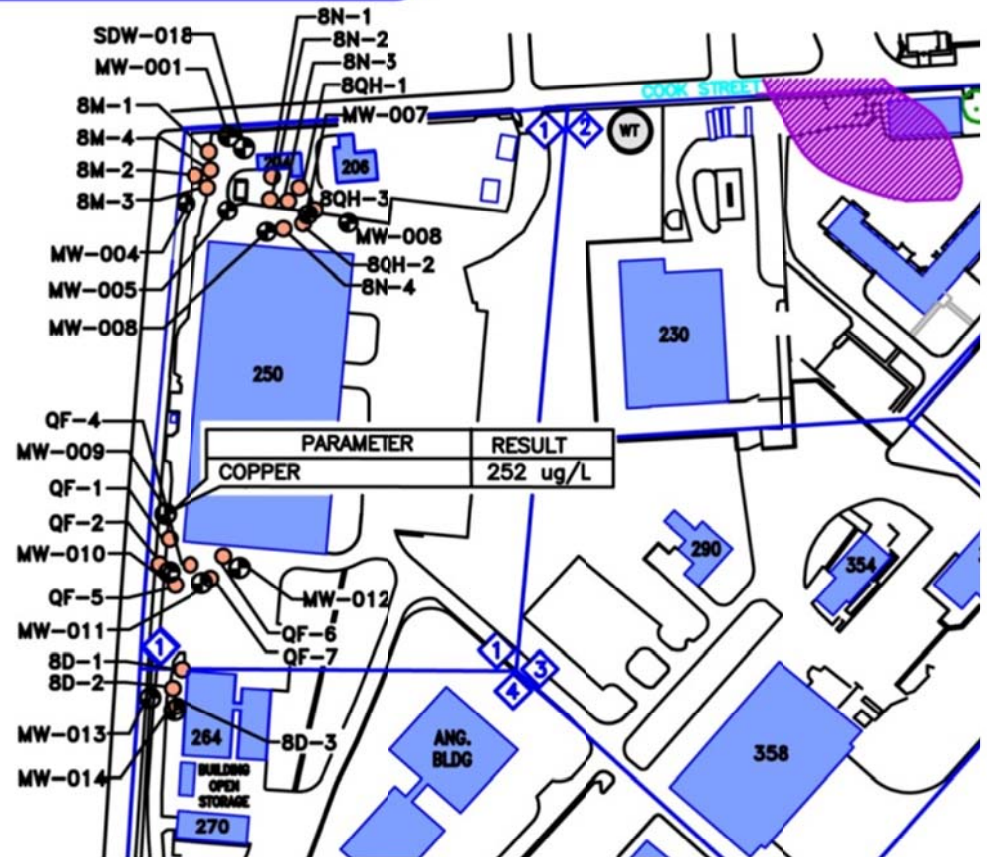 8N-1
SDW-018
8N-2
MW-001
8N-3
8QH-1
COOK STREET
8M-1
MW-007
1
2
WT
8M-4
204
206
8M-2
8M-3
8QH-3
MW-008
MW-004
8QH-2
MW-005
8N-4
MW-008
230
250
QF-4
PARAMETER RESULT
MW-009
COPPER 252 ug/L
QF-1
QF-2
MW-010
290
354
QF-5
MW-012
MW-011
QF-6
1
QF-7
1
8D-1
3
8D-2
4
MW-013
264
8D-3
ANG.
BLDG
358
MW-014
BUILDING
OPEN
STORAGE
270